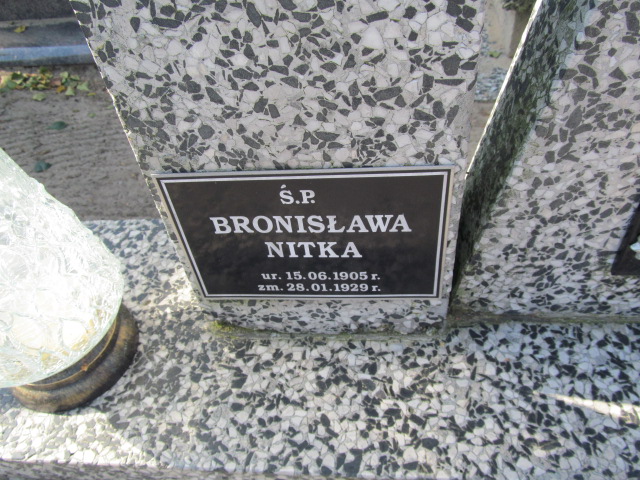 Ś.P.
BRONISŁAWA
NITKA
ur. 15.06.1905 r.
zm. 28.01.1929 r.